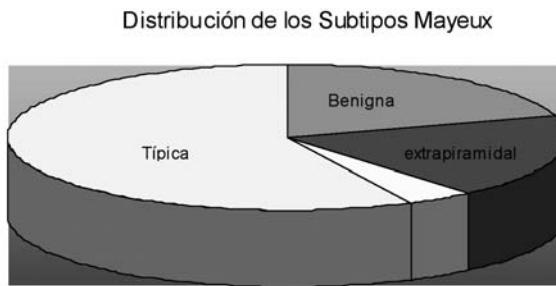 Distribución de los Subtipos Mayeux
Benigna
Típica
extrapiramidal